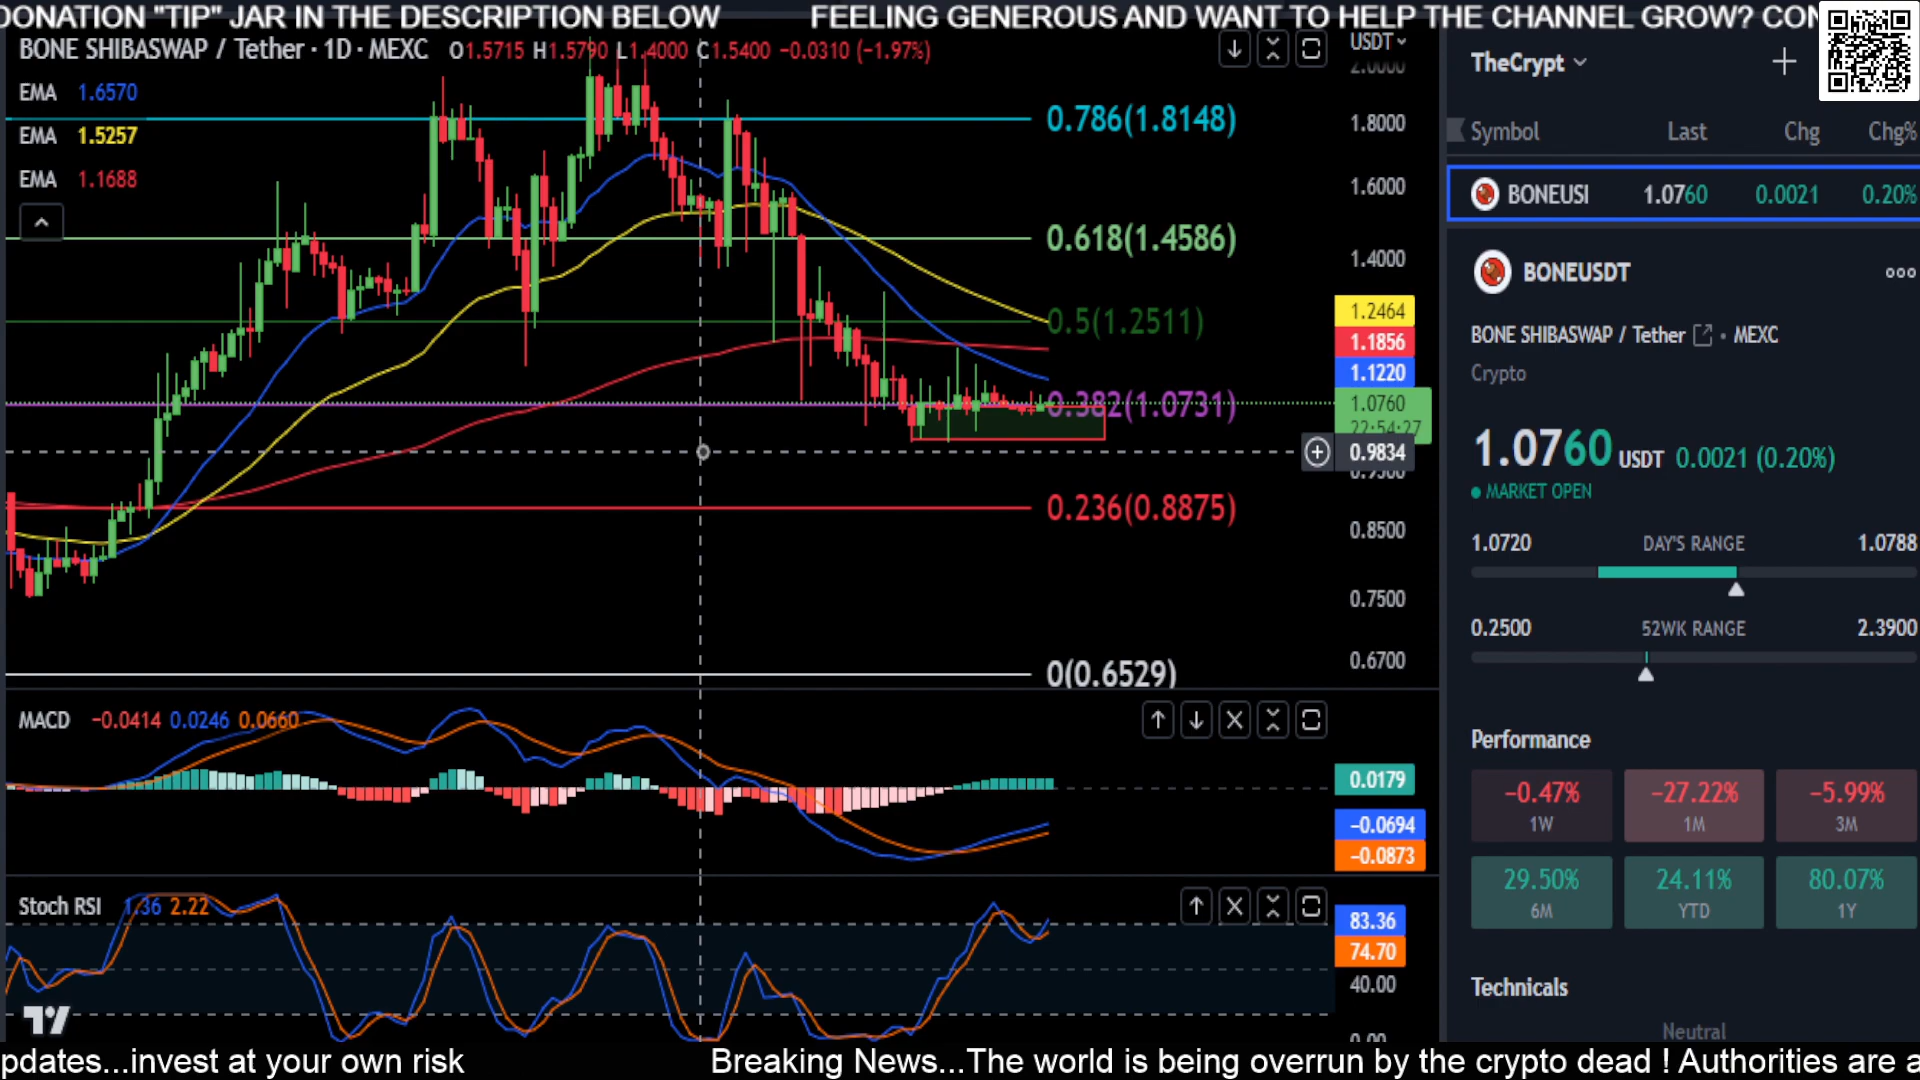 DONATION "TIP" JAR IN THE DESCRIPTION BELOW FEELING GENEROUS AND WANT TO HELP THE CHANNEL GROW? CON
BONE SHIBASWAP / Tether · 1D · MEXC O1.5715 H1.5790 L1.4000 C1.5400 −0.0310 (−1.97%)
USDT
2.0000
EMA 1.6570
EMA 1.5257
EMA 1.1688
0.786(1.8148)
0.618(1.4586)
0.5(1.2511)
0.382(1.0731)
0.236(0.8875)
0(0.6529)
1.8000
1.6000
1.4000
1.2464
1.1856
1.1220
1.0760
22:54:27
0.9834
0.9500
0.8500
0.7500
0.6700
MACD −0.0414 0.0246 0.0660
0.0179
−0.0694
−0.0873
Stoch RSI 1.36 2.22
83.36
74.70
40.00
0.00
TheCrypt
Symbol Last Chg Chg%
BONEUSI 1.0760 0.0021 0.20%
BONEUSDT
BONE SHIBASWAP / Tether · MEXC
Crypto
1.0760 USDT 0.0021 (0.20%)
MARKET OPEN
1.0720 DAY'S RANGE 1.0788
0.2500 52WK RANGE 2.3900
Performance
−0.47% −27.22% −5.99%
1W 1M 3M
29.50% 24.11% 80.07%
6M YTD 1Y
Technicals
Neutral
pdates...invest at your own risk Breaking News...The world is being overrun by the crypto dead ! Authorities are a